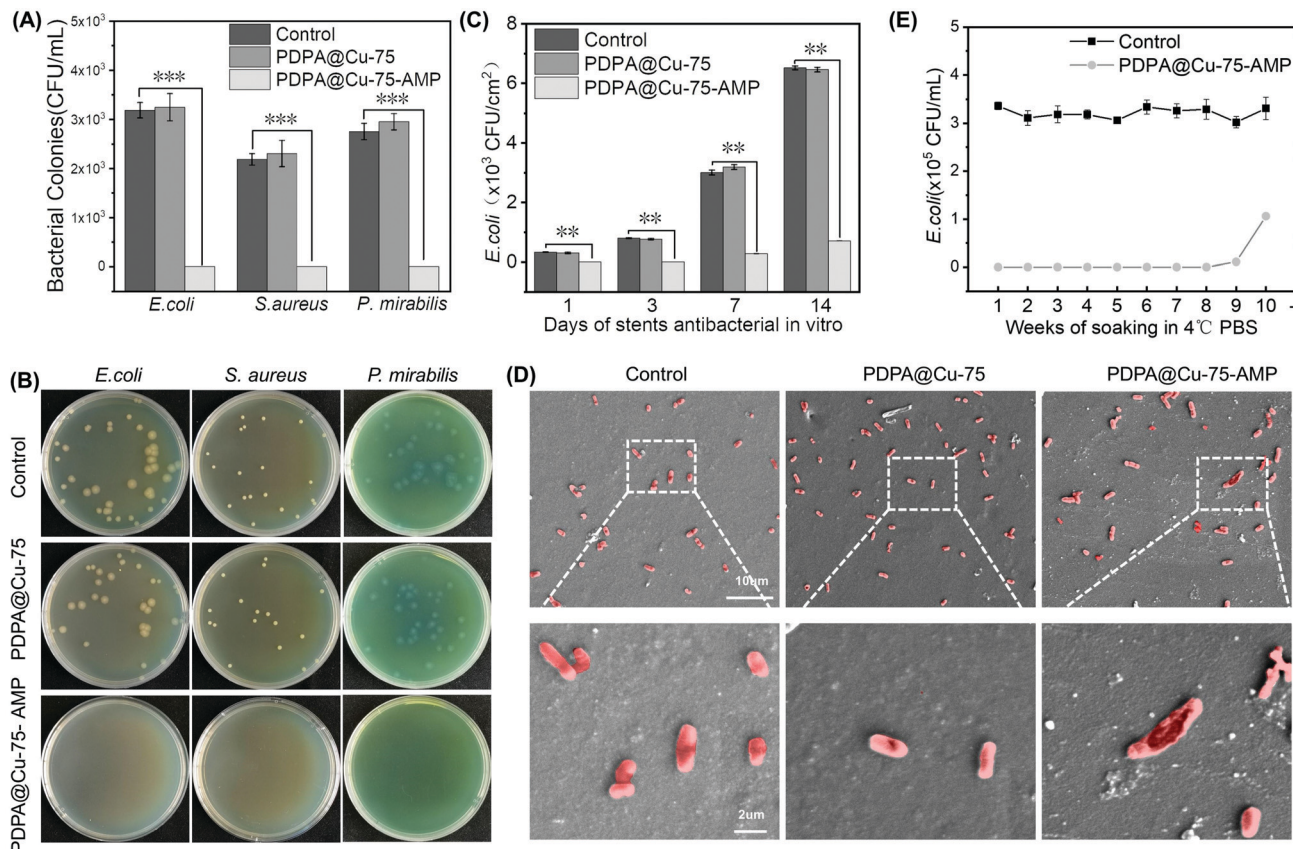 (A)
Bacterial Colonies(CFU/mL)
5x10³
4x10³
3x10³
2x10³
1x10³
0
Control
PDPA@Cu-75
PDPA@Cu-75-AMP
***
***
***
E.coli
S.aureus
P. mirabilis
(C)
E.coli (x10³ CFU/cm²)
8
6
4
2
0
Control
PDPA@Cu-75
PDPA@Cu-75-AMP
**
**
**
**
1 3 7 14
Days of stents antibacterial in vitro
(E)
E.coli(x10⁵ CFU/mL)
5
4
3
2
1
0
Control
PDPA@Cu-75-AMP
1 2 3 4 5 6 7 8 9 10 -
Weeks of soaking in 4℃ PBS
(B)
E.coli
S. aureus
P. mirabilis
Control
PDPA@Cu-75
PDPA@Cu-75- AMP
(D)
Control
PDPA@Cu-75
PDPA@Cu-75-AMP
10um
2um